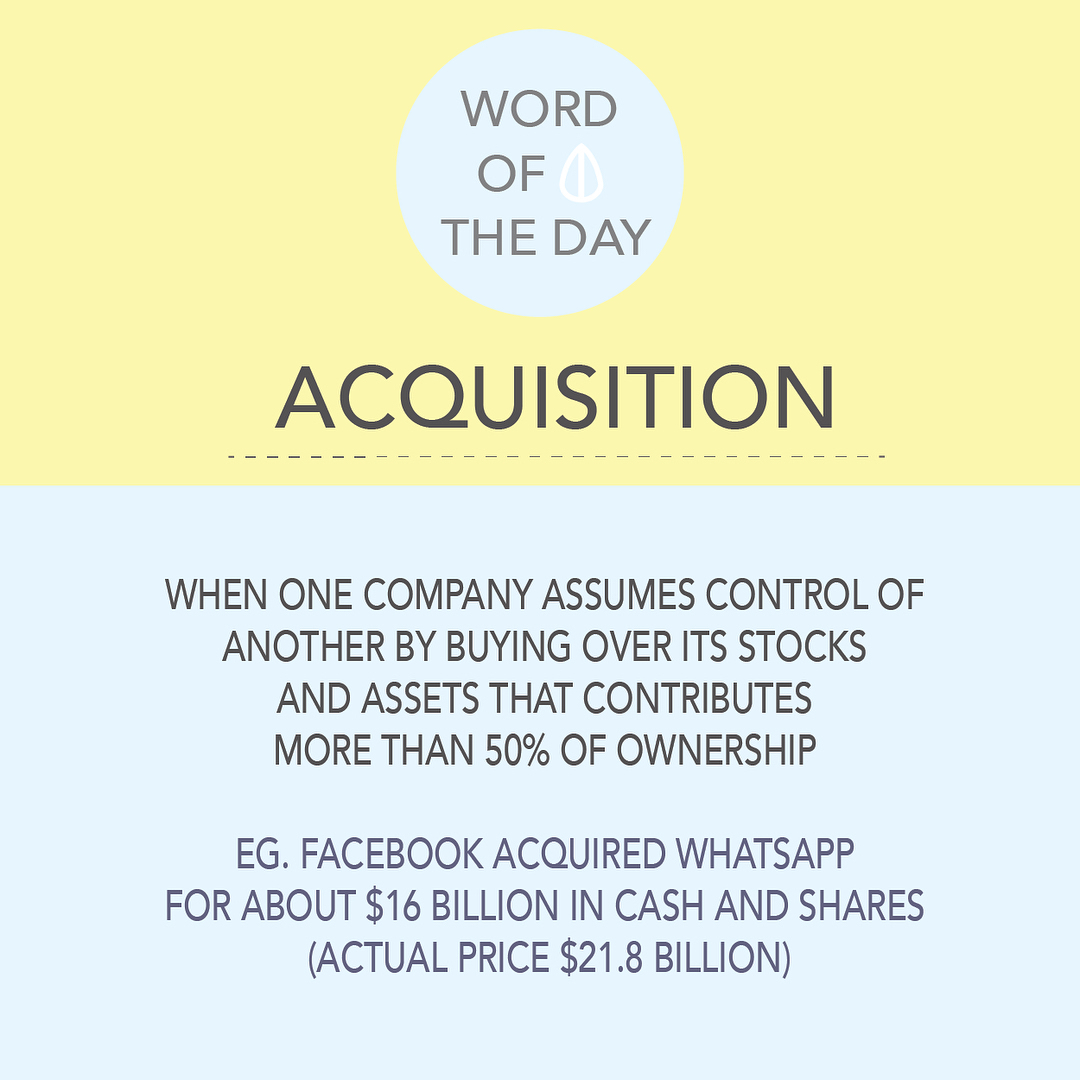 WORD
OF
THE DAY
ACQUISITION
WHEN ONE COMPANY ASSUMES CONTROL OF
ANOTHER BY BUYING OVER ITS STOCKS
AND ASSETS THAT CONTRIBUTES
MORE THAN 50% OF OWNERSHIP
EG. FACEBOOK ACQUIRED WHATSAPP
FOR ABOUT $16 BILLION IN CASH AND SHARES
(ACTUAL PRICE $21.8 BILLION)